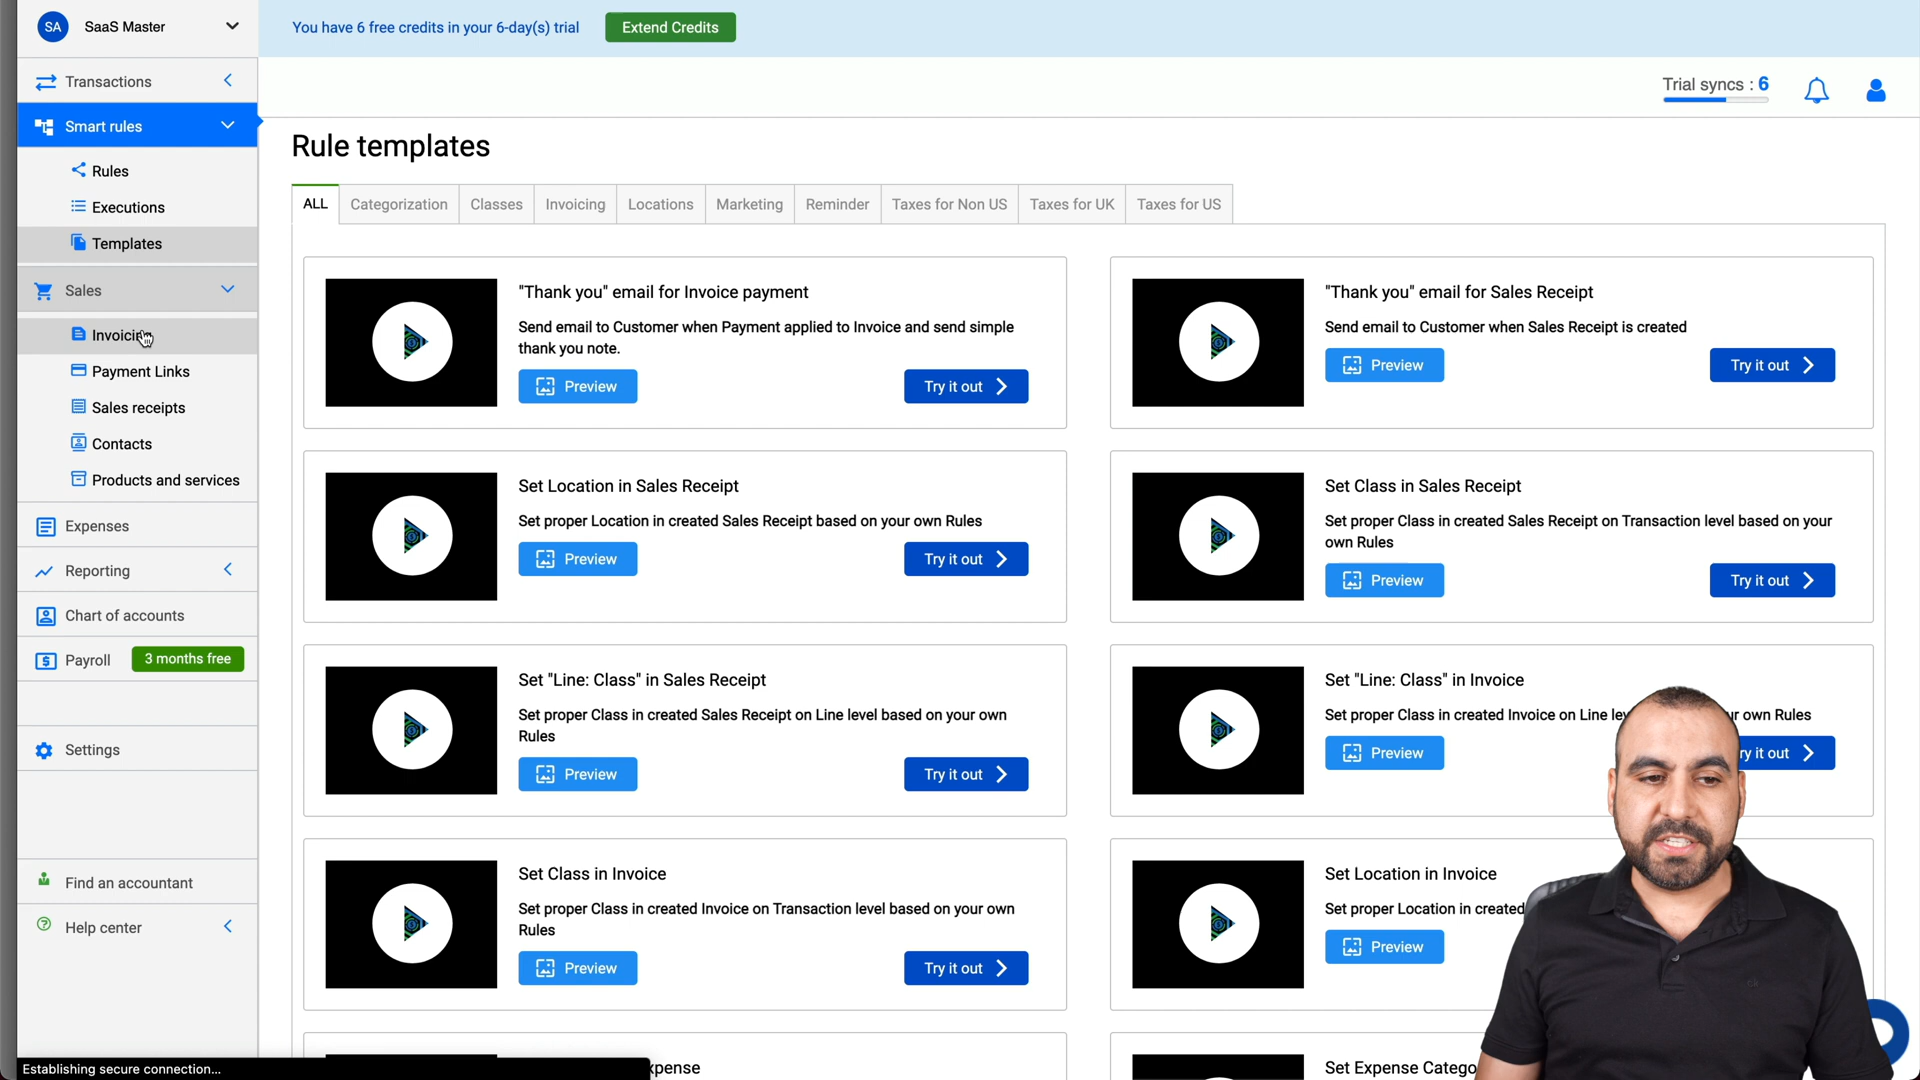 SA SaaS Master
You have 6 free credits in your 6-day(s) trial
Extend Credits
Transactions
Smart rules
Rules
Executions
Templates
Sales
Invoicing
Payment Links
Sales receipts
Contacts
Products and services
Expenses
Reporting
Chart of accounts
Payroll
3 months free
Settings
Find an accountant
Help center
Establishing secure connection...
Trial syncs : 6
Rule templates
ALL
Categorization
Classes
Invoicing
Locations
Marketing
Reminder
Taxes for Non US
Taxes for UK
Taxes for US
"Thank you" email for Invoice payment
Send email to Customer when Payment applied to Invoice and send simple
thank you note.
Preview
Try it out
"Thank you" email for Sales Receipt
Send email to Customer when Sales Receipt is created
Preview
Try it out
Set Location in Sales Receipt
Set proper Location in created Sales Receipt based on your own Rules
Preview
Try it out
Set Class in Sales Receipt
Set proper Class in created Sales Receipt on Transaction level based on your
own Rules
Preview
Try it out
Set "Line: Class" in Sales Receipt
Set proper Class in created Sales Receipt on Line level based on your own
Rules
Preview
Try it out
Set "Line: Class" in Invoice
Set proper Class in created Invoice on Line own Rules
Preview
it out
Set Class in Invoice
Set proper Class in created Invoice on Transaction level based on your own
Rules
Preview
Try it out
Set Location in Invoice
Set proper Location in created
Preview
Set Expense